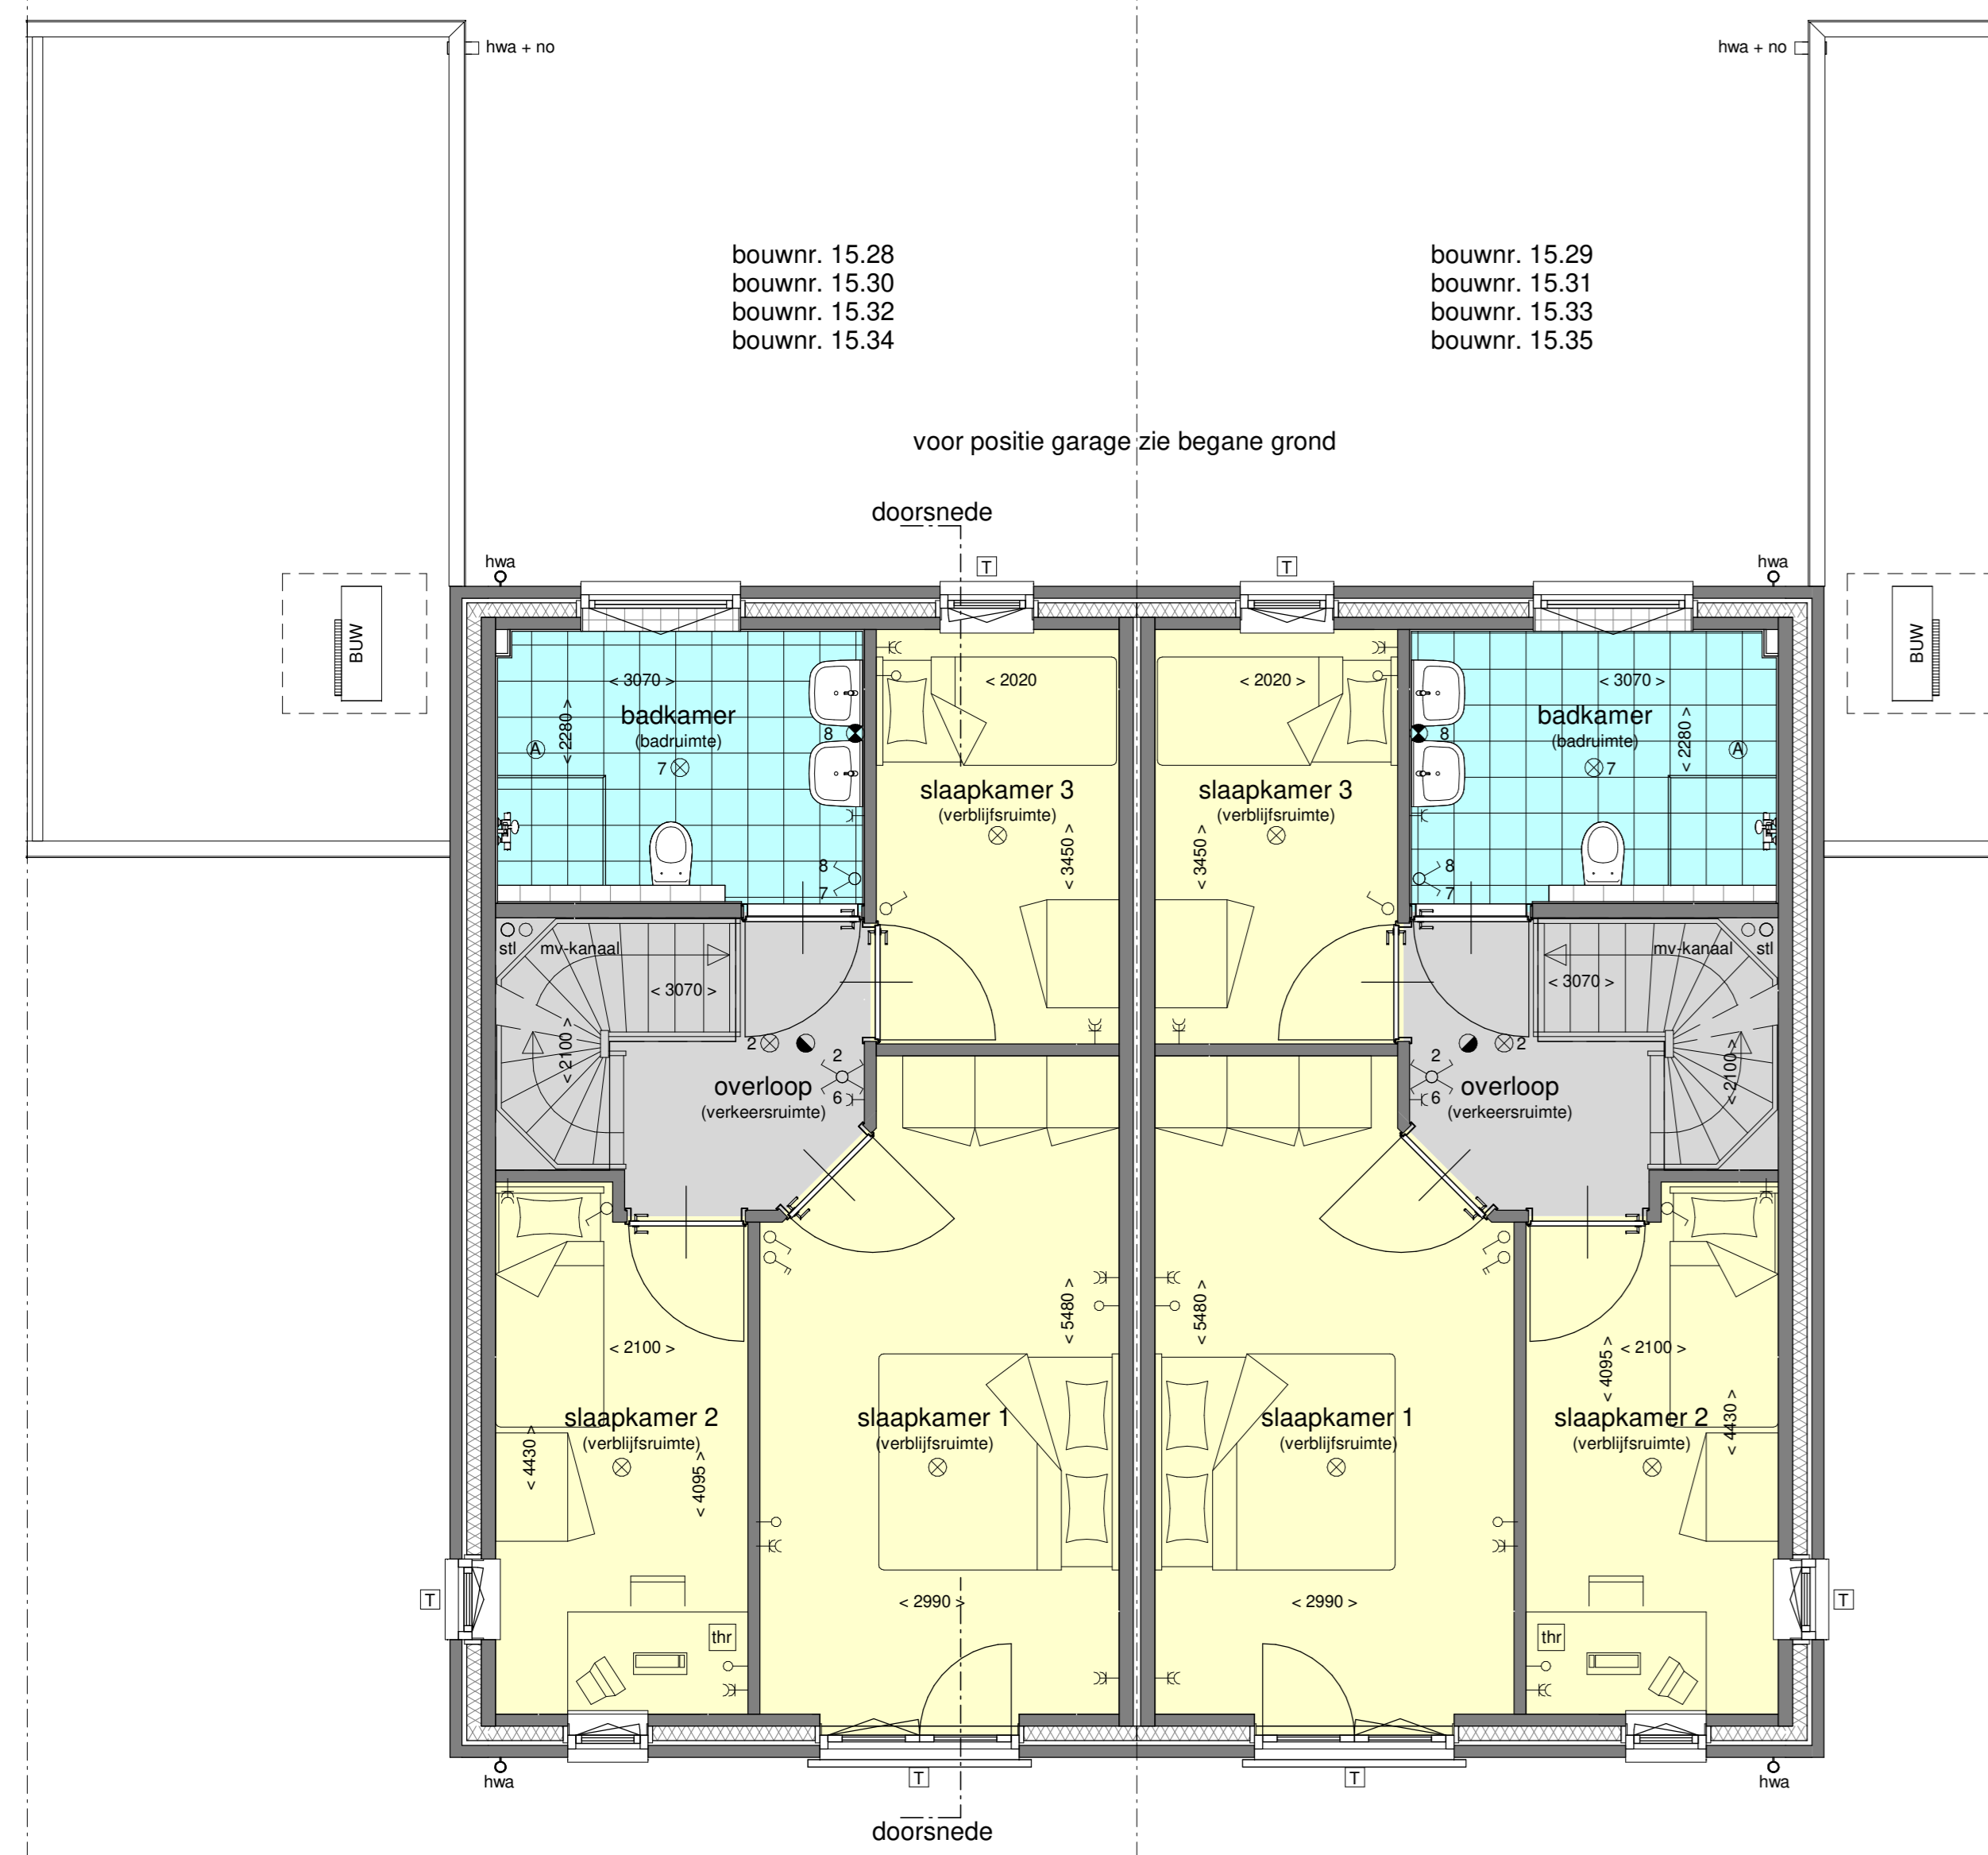 hwa + no
hwa + no
bouwnr. 15.28
bouwnr. 15.30
bouwnr. 15.32
bouwnr. 15.34
bouwnr. 15.29
bouwnr. 15.31
bouwnr. 15.33
bouwnr. 15.35
voor positie garage zie begane grond
doorsnede
hwa
T
T
hwa
BUW
BUW
< 3070 >
< 2020
< 2020 >
< 3070 >
badkamer
(badruimte)
< 2280 >
A
7
8
badkamer
(badruimte)
< 2280 >
A
7
8
slaapkamer 3
(verblijfsruimte)
< 3450 >
slaapkamer 3
(verblijfsruimte)
< 3450 >
8
7
8
7
stl
mv-kanaal
< 3070 >
< 2100 >
mv-kanaal
stl
< 3070 >
< 2100 >
2
2
2
6
overloop
(verkeersruimte)
2
6
overloop
(verkeersruimte)
< 5480 >
< 5480 >
< 2100 >
< 4095 >
< 2100 >
slaapkamer 2
(verblijfsruimte)
< 4430 >
< 4095 >
slaapkamer 1
(verblijfsruimte)
slaapkamer 1
(verblijfsruimte)
slaapkamer 2
(verblijfsruimte)
< 4430 >
T
< 2990 >
< 2990 >
T
thr
thr
hwa
T
T
hwa
doorsnede